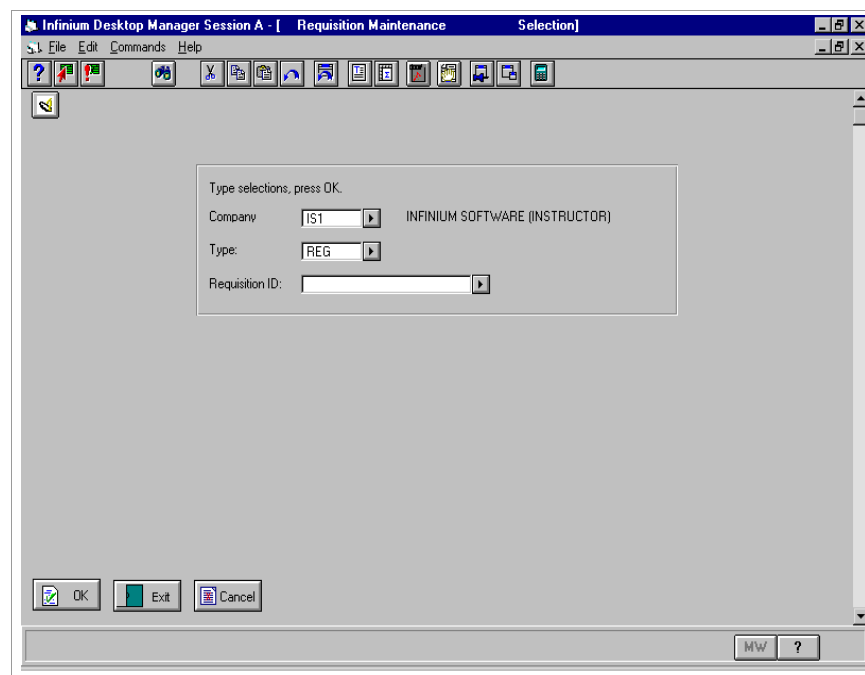 Infinium Desktop Manager Session A - [ Requisition Maintenance Selection]
File Edit Commands Help
Type selections, press OK.
Company IS1 INFINIUM SOFTWARE (INSTRUCTOR)
Type: REG
Requisition ID:
OK Exit Cancel
MW ?